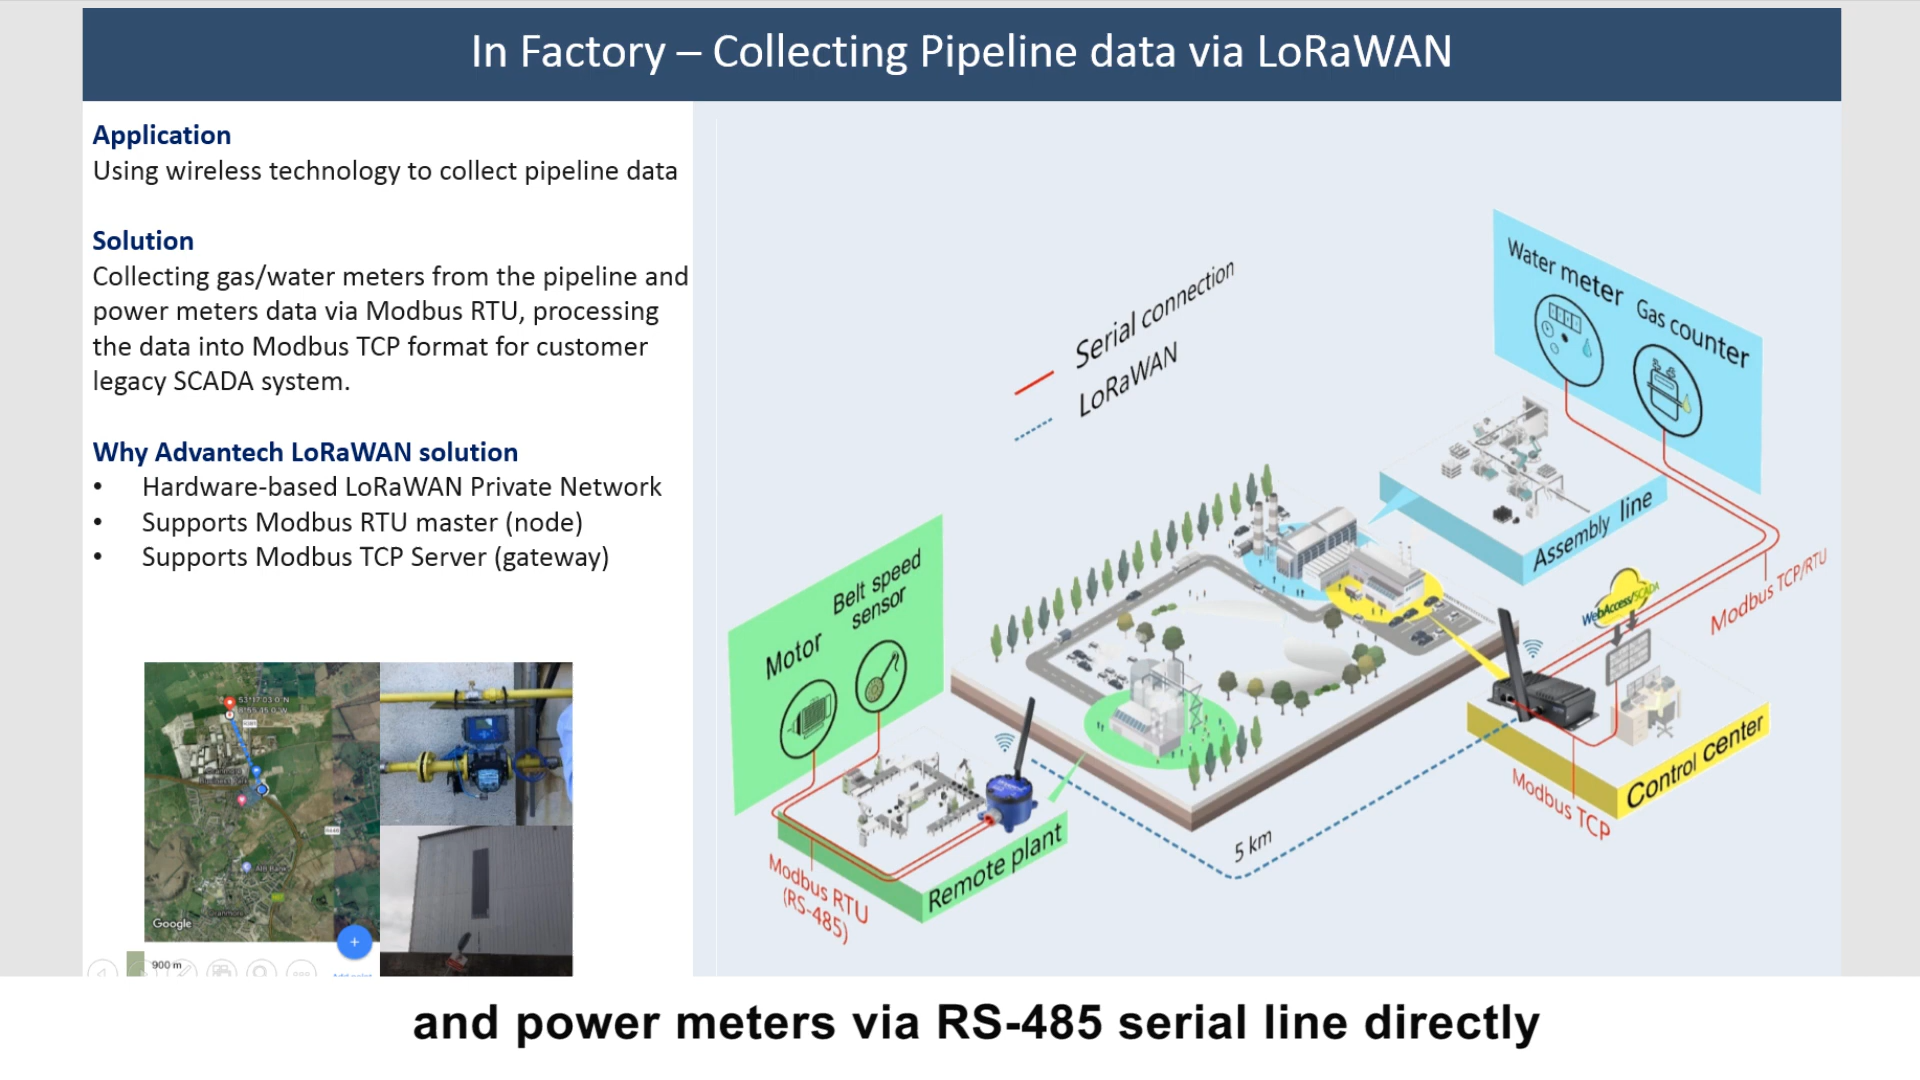 In Factory – Collecting Pipeline data via LoRaWAN
Application
Using wireless technology to collect pipeline data
Solution
Collecting gas/water meters from the pipeline and
power meters data via Modbus RTU, processing
the data into Modbus TCP format for customer
legacy SCADA system.
Why Advantech LoRaWAN solution
• Hardware-based LoRaWAN Private Network
• Supports Modbus RTU master (node)
• Supports Modbus TCP Server (gateway)
Google
900 m
Serial connection
LoRaWAN
Water meter
Gas counter
Assembly line
Modbus TCP/RTU
WebAccess/SCADA
Belt speed
sensor
Motor
Control center
Modbus TCP
5 km
Remote plant
Modbus RTU
(RS-485)
and power meters via RS-485 serial line directly